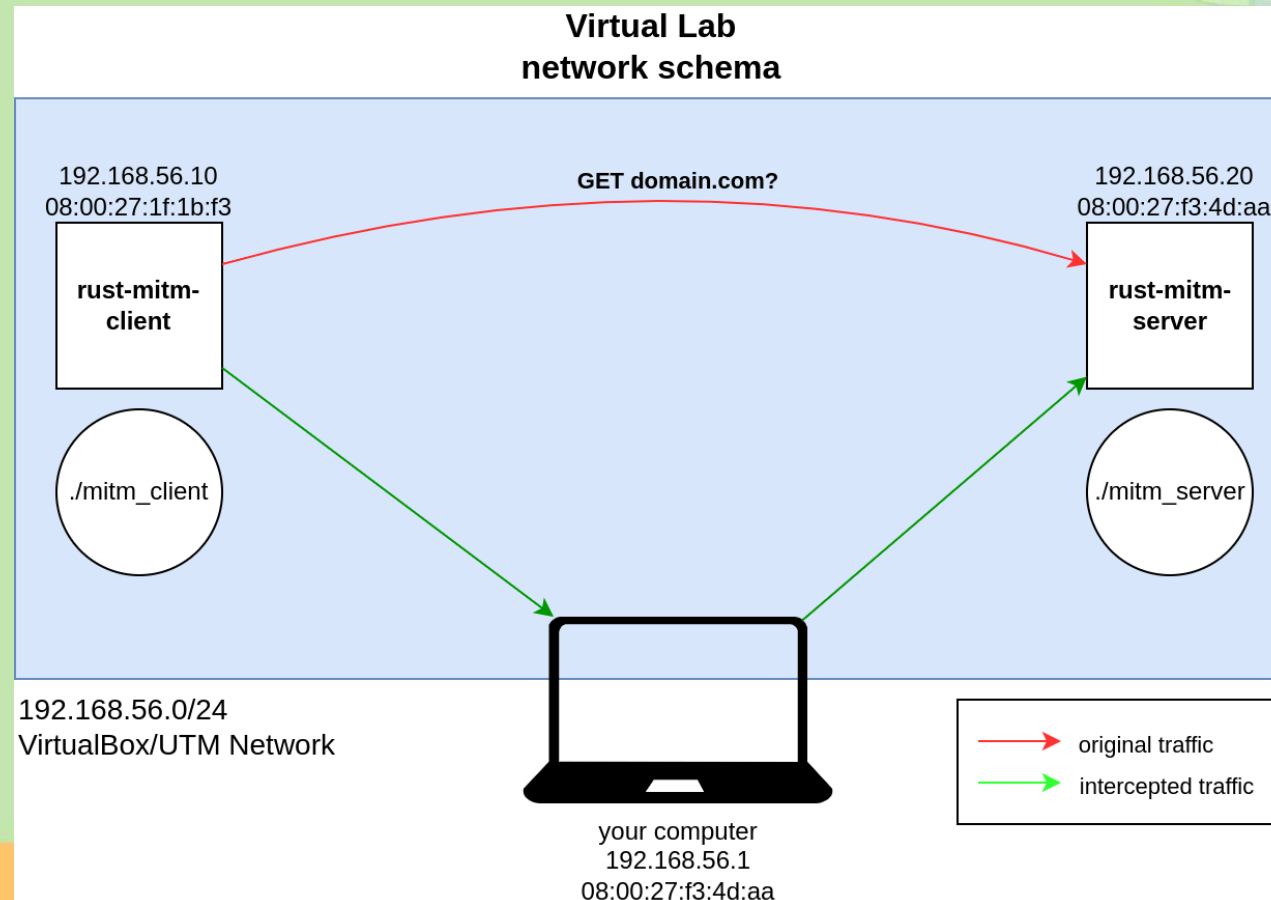 Virtual Lab
network schema
192.168.56.10
08:00:27:1f:1b:f3
GET domain.com?
192.168.56.20
08:00:27:f3:4d:aa
rust-mitm-
client
rust-mitm-
server
./mitm_client
./mitm_server
192.168.56.0/24
VirtualBox/UTM Network
original traffic
intercepted traffic
your computer
192.168.56.1
08:00:27:f3:4d:aa